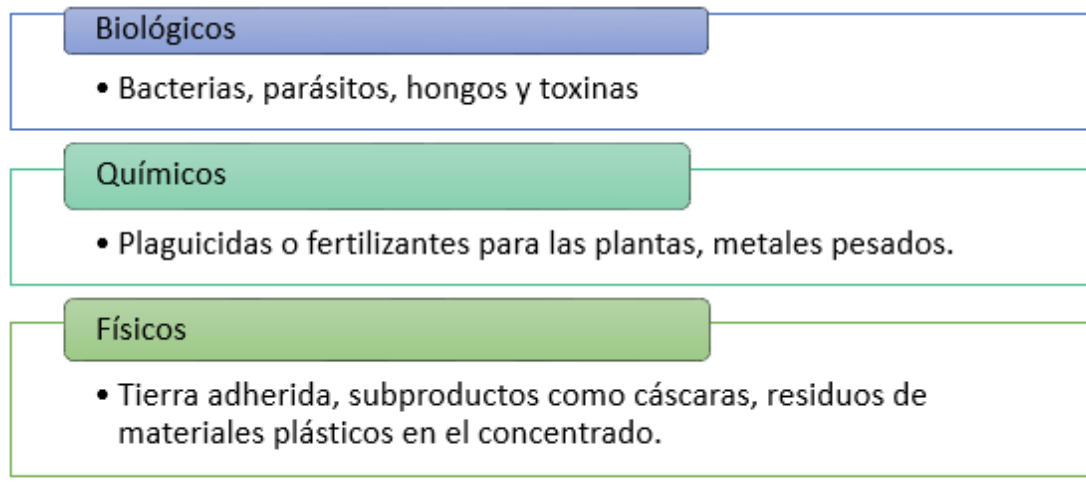 Biológicos
• Bacterias, parásitos, hongos y toxinas
Químicos
• Plaguicidas o fertilizantes para las plantas, metales pesados.
Físicos
• Tierra adherida, subproductos como cáscaras, residuos de
materiales plásticos en el concentrado.